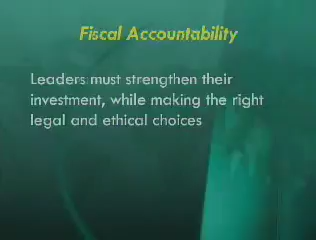 Fiscal Accountability
Leaders must strengthen their
investment, while making the right
legal and ethical choices